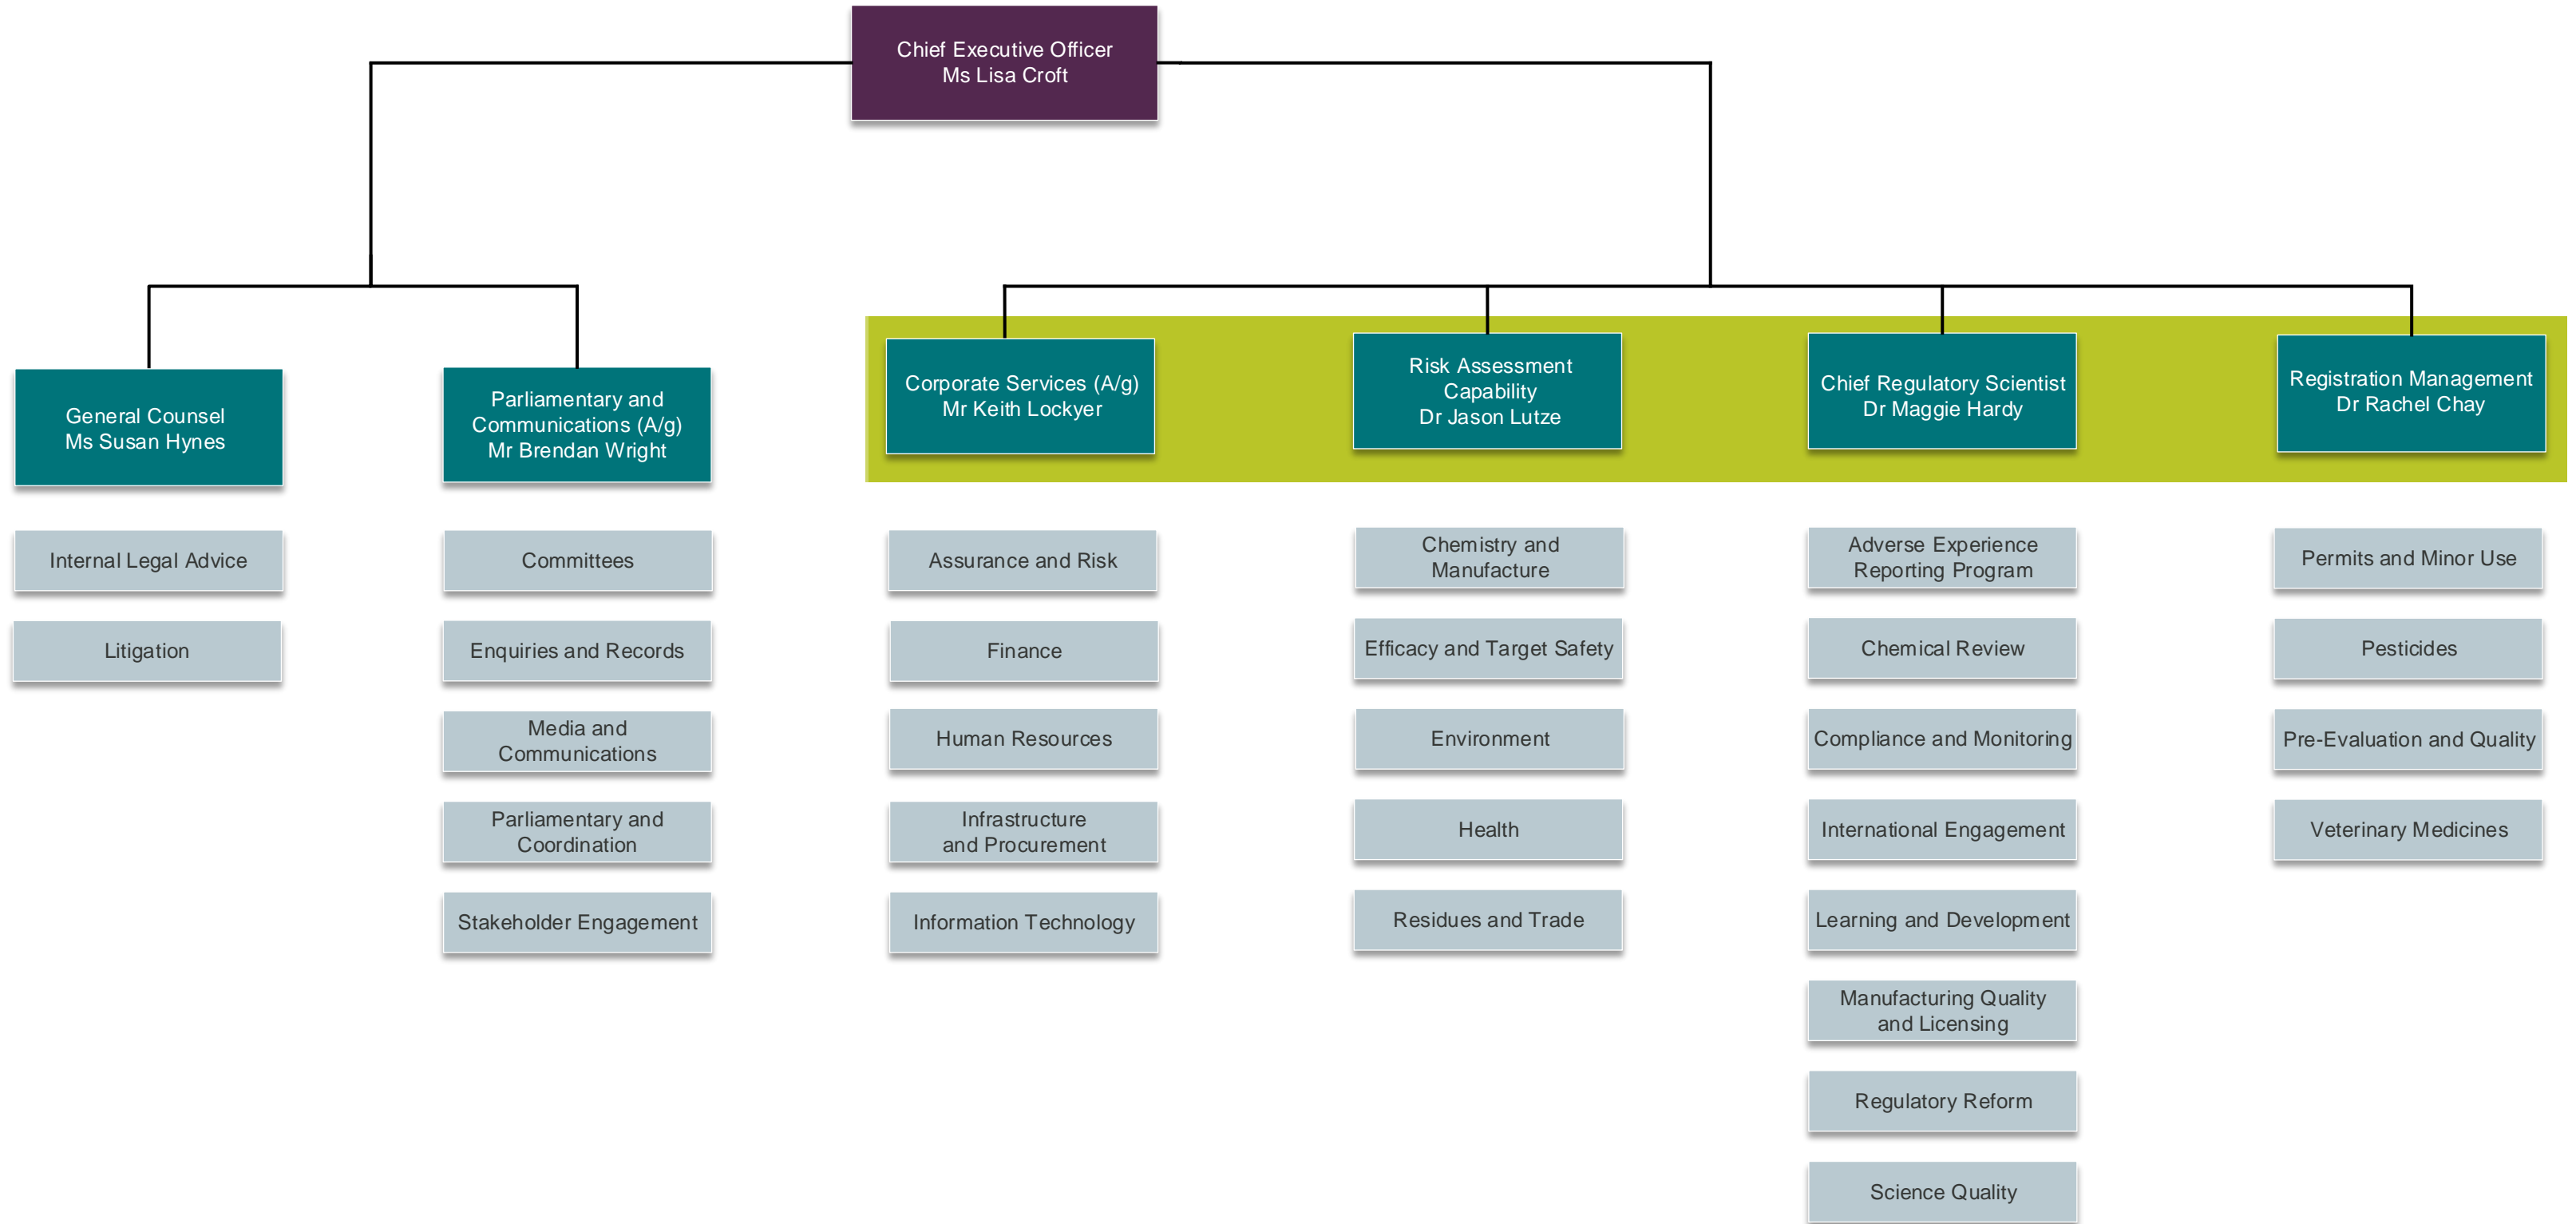 Chief Executive Officer
Ms Lisa Croft
General Counsel
Ms Susan Hynes
Internal Legal Advice
Litigation
Parliamentary and
Communications (A/g)
Mr Brendan Wright
Committees
Enquiries and Records
Media and
Communications
Parliamentary and
Coordination
Stakeholder Engagement
Corporate Services (A/g)
Mr Keith Lockyer
Assurance and Risk
Finance
Human Resources
Infrastructure
and Procurement
Information Technology
Risk Assessment
Capability
Dr Jason Lutze
Chemistry and
Manufacture
Efficacy and Target Safety
Environment
Health
Residues and Trade
Chief Regulatory Scientist
Dr Maggie Hardy
Adverse Experience
Reporting Program
Chemical Review
Compliance and Monitoring
International Engagement
Learning and Development
Manufacturing Quality
and Licensing
Regulatory Reform
Science Quality
Registration Management
Dr Rachel Chay
Permits and Minor Use
Pesticides
Pre-Evaluation and Quality
Veterinary Medicines